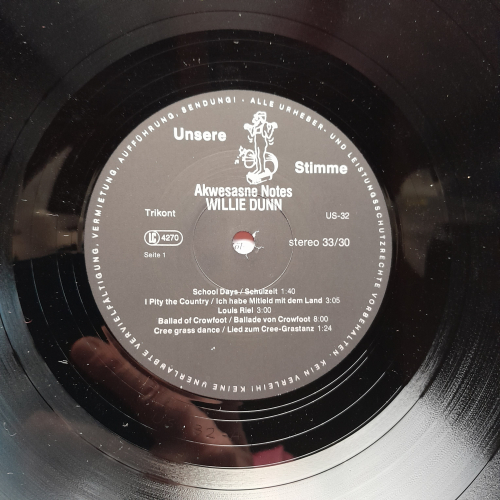 KEINE UNERLAUBTE VERVIELFÄLTIGUNG, VERMIETUNG, AUFFÜHRUNG, SENDUNG! - ALLE URHEBER. UND LEISTUNGSSCHUTZRECHTE VORBEHALTEN. KEIN VERLEIH!
Unsere
Stimme
Akwesasne Notes
WILLIE DUNN
Trikont
US-32
LC 4270
stereo 33/30
Seite 1
School Days / Schulzeit 1:40
I Pity the Country / Ich habe Mitleid mit dem Land 3:05
Louis Riel 3:00
Ballad of Crowfoot / Ballade von Crowfoot 8:00
Cree grass dance / Lied zum Cree-Grastanz 1:24